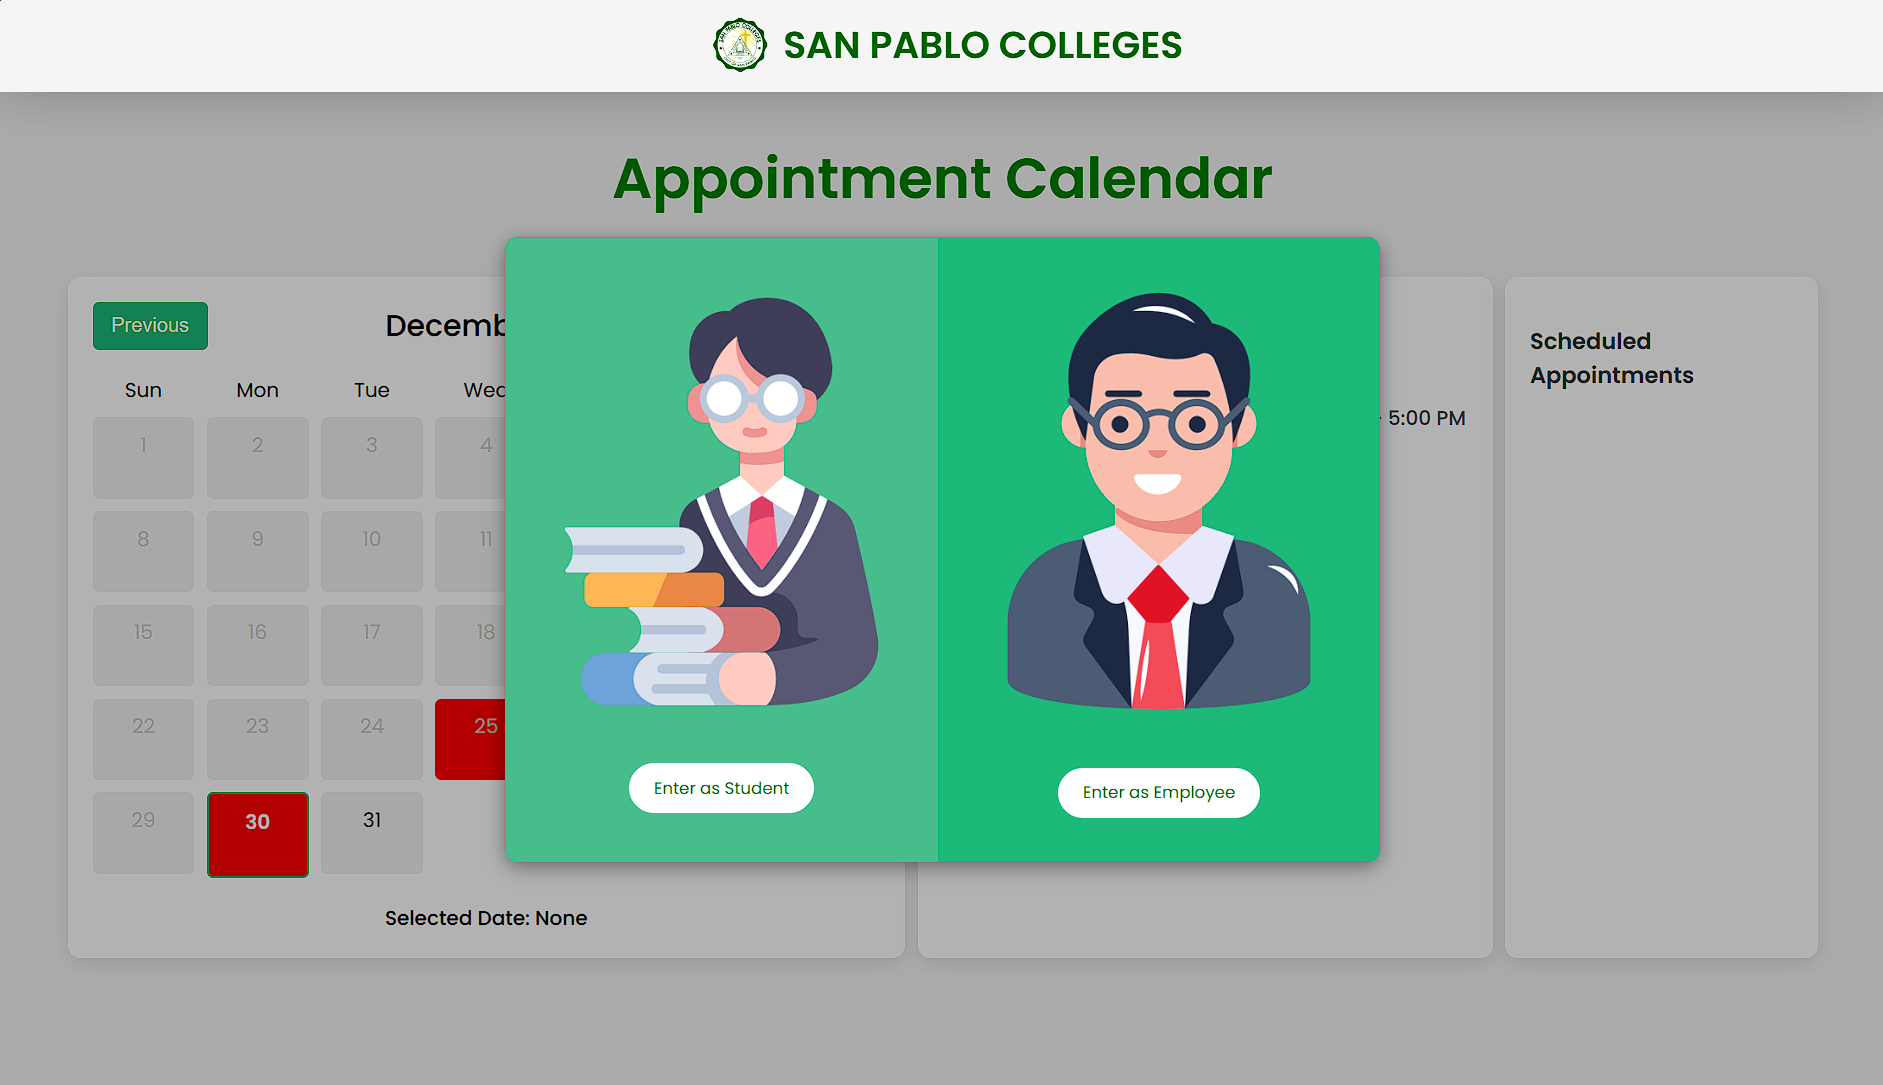 SAN PABLO COLLEGES
Appointment Calendar
Previous
Decemb
Sun Mon Tue Wed
1 2 3 4
8 9 10 11
15 16 17 18
22 23 24 25
29 30 31
Selected Date: None
Enter as Student
Enter as Employee
- 5:00 PM
Scheduled
Appointments